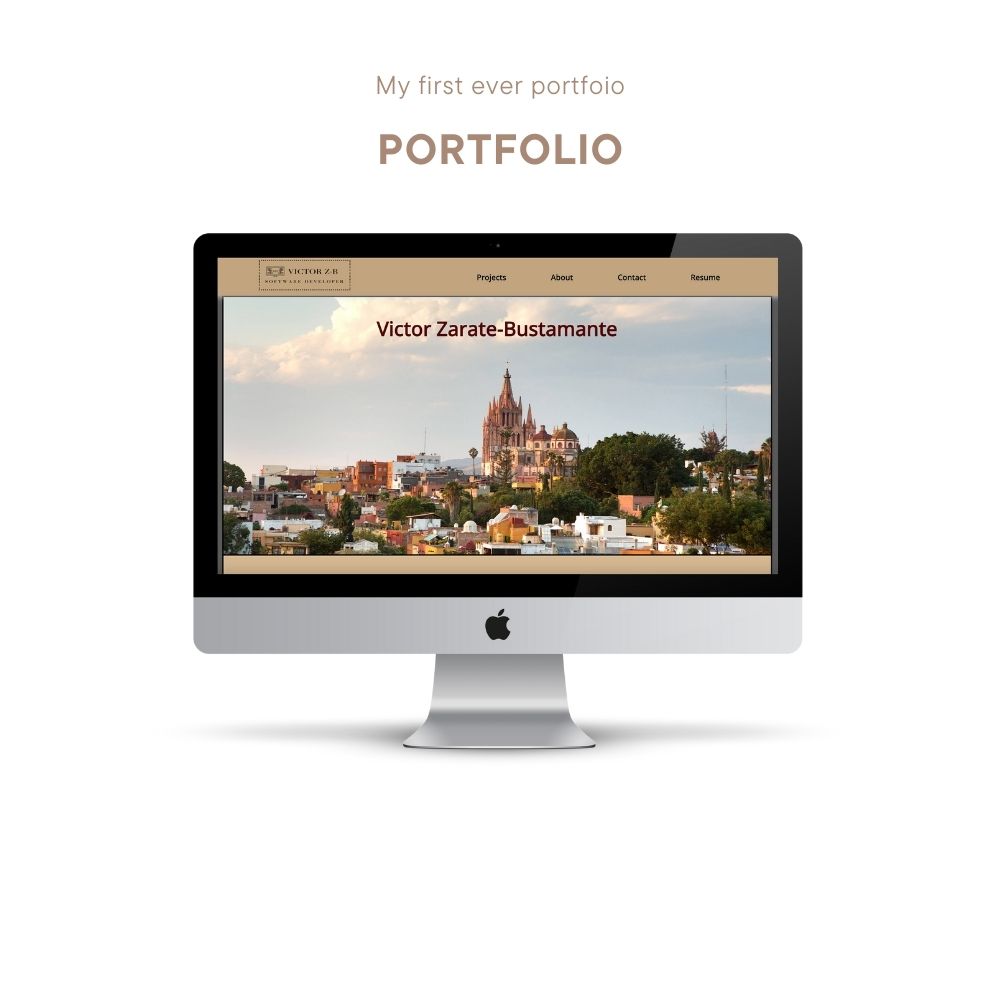 My first ever portfoio
PORTFOLIO
VICTOR Z-B
SOFTWARE DEVELOPER
Projects About Contact Resume
Victor Zarate-Bustamante